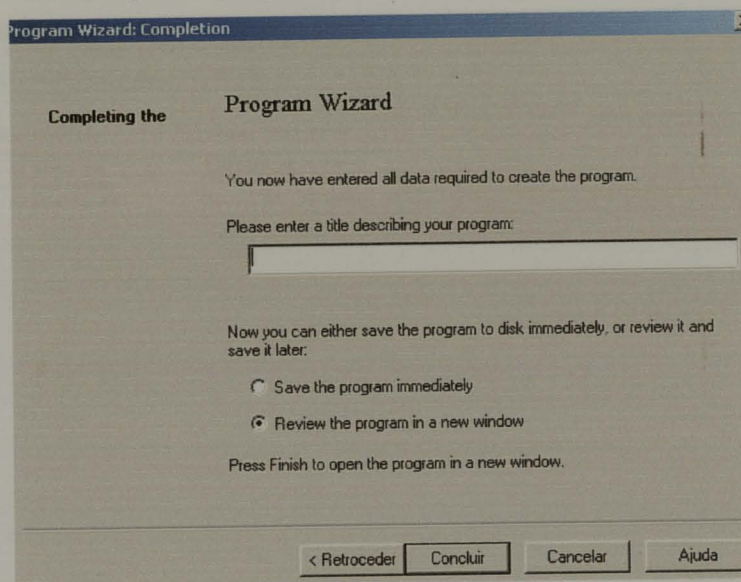 Program Wizard: Completion
Completing the
Program Wizard
You now have entered all data required to create the program.
Please enter a title describing your program:
Now you can either save the program to disk immediately, or review it and
save it later:
Save the program immediately
Review the program in a new window
Press Finish to open the program in a new window.
< Retroceder
Concluir
Cancelar
Ajuda